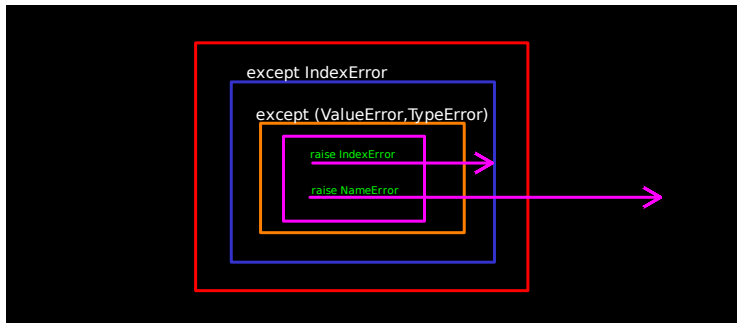 except IndexError
except (ValueError,TypeError)
raise IndexError
raise NameError